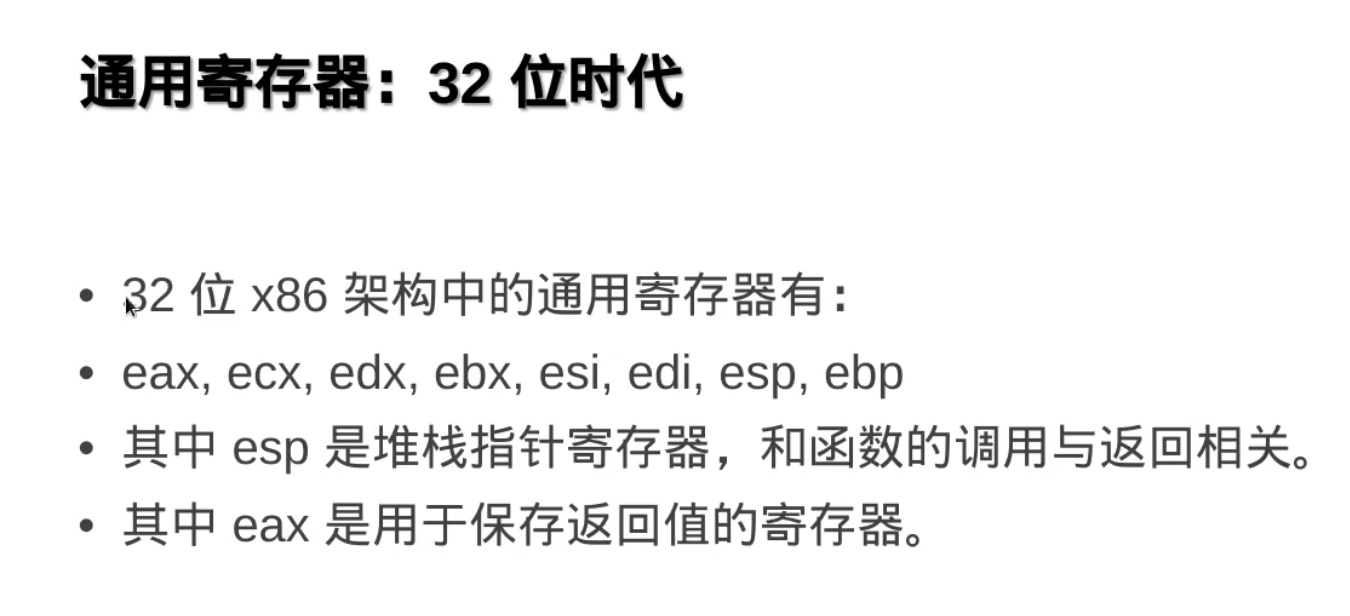 通用寄存器：32 位时代
• 32 位 x86 架构中的通用寄存器有：
• eax, ecx, edx, ebx, esi, edi, esp, ebp
• 其中 esp 是堆栈指针寄存器，和函数的调用与返回相关。
• 其中 eax 是用于保存返回值的寄存器。